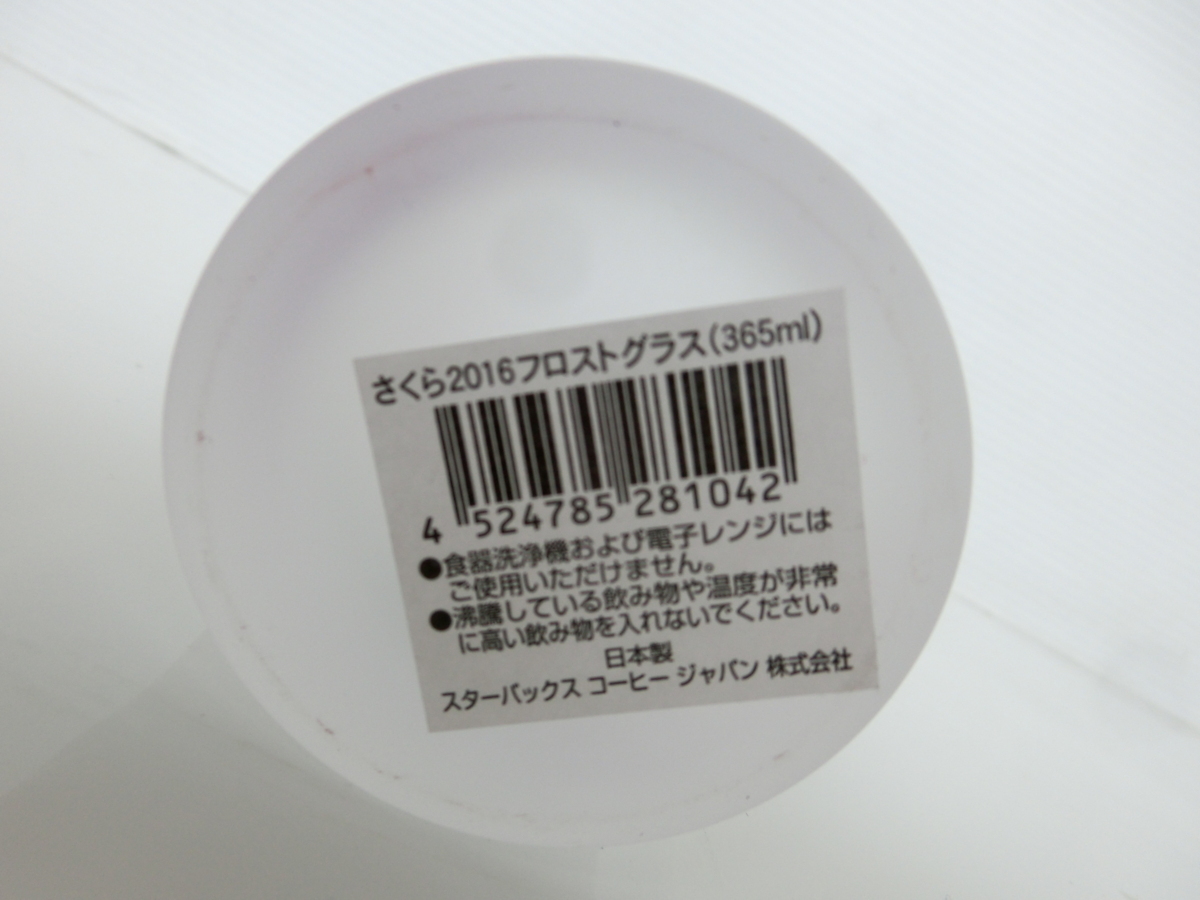 さくら2016フロストグラス(365ml)
4 524785 281042
●食器洗浄機および電子レンジには
ご使用いただけません。
●沸騰している飲み物や温度が非常
に高い飲み物を入れないでください。
日本製
スターバックス コーヒー ジャパン 株式会社